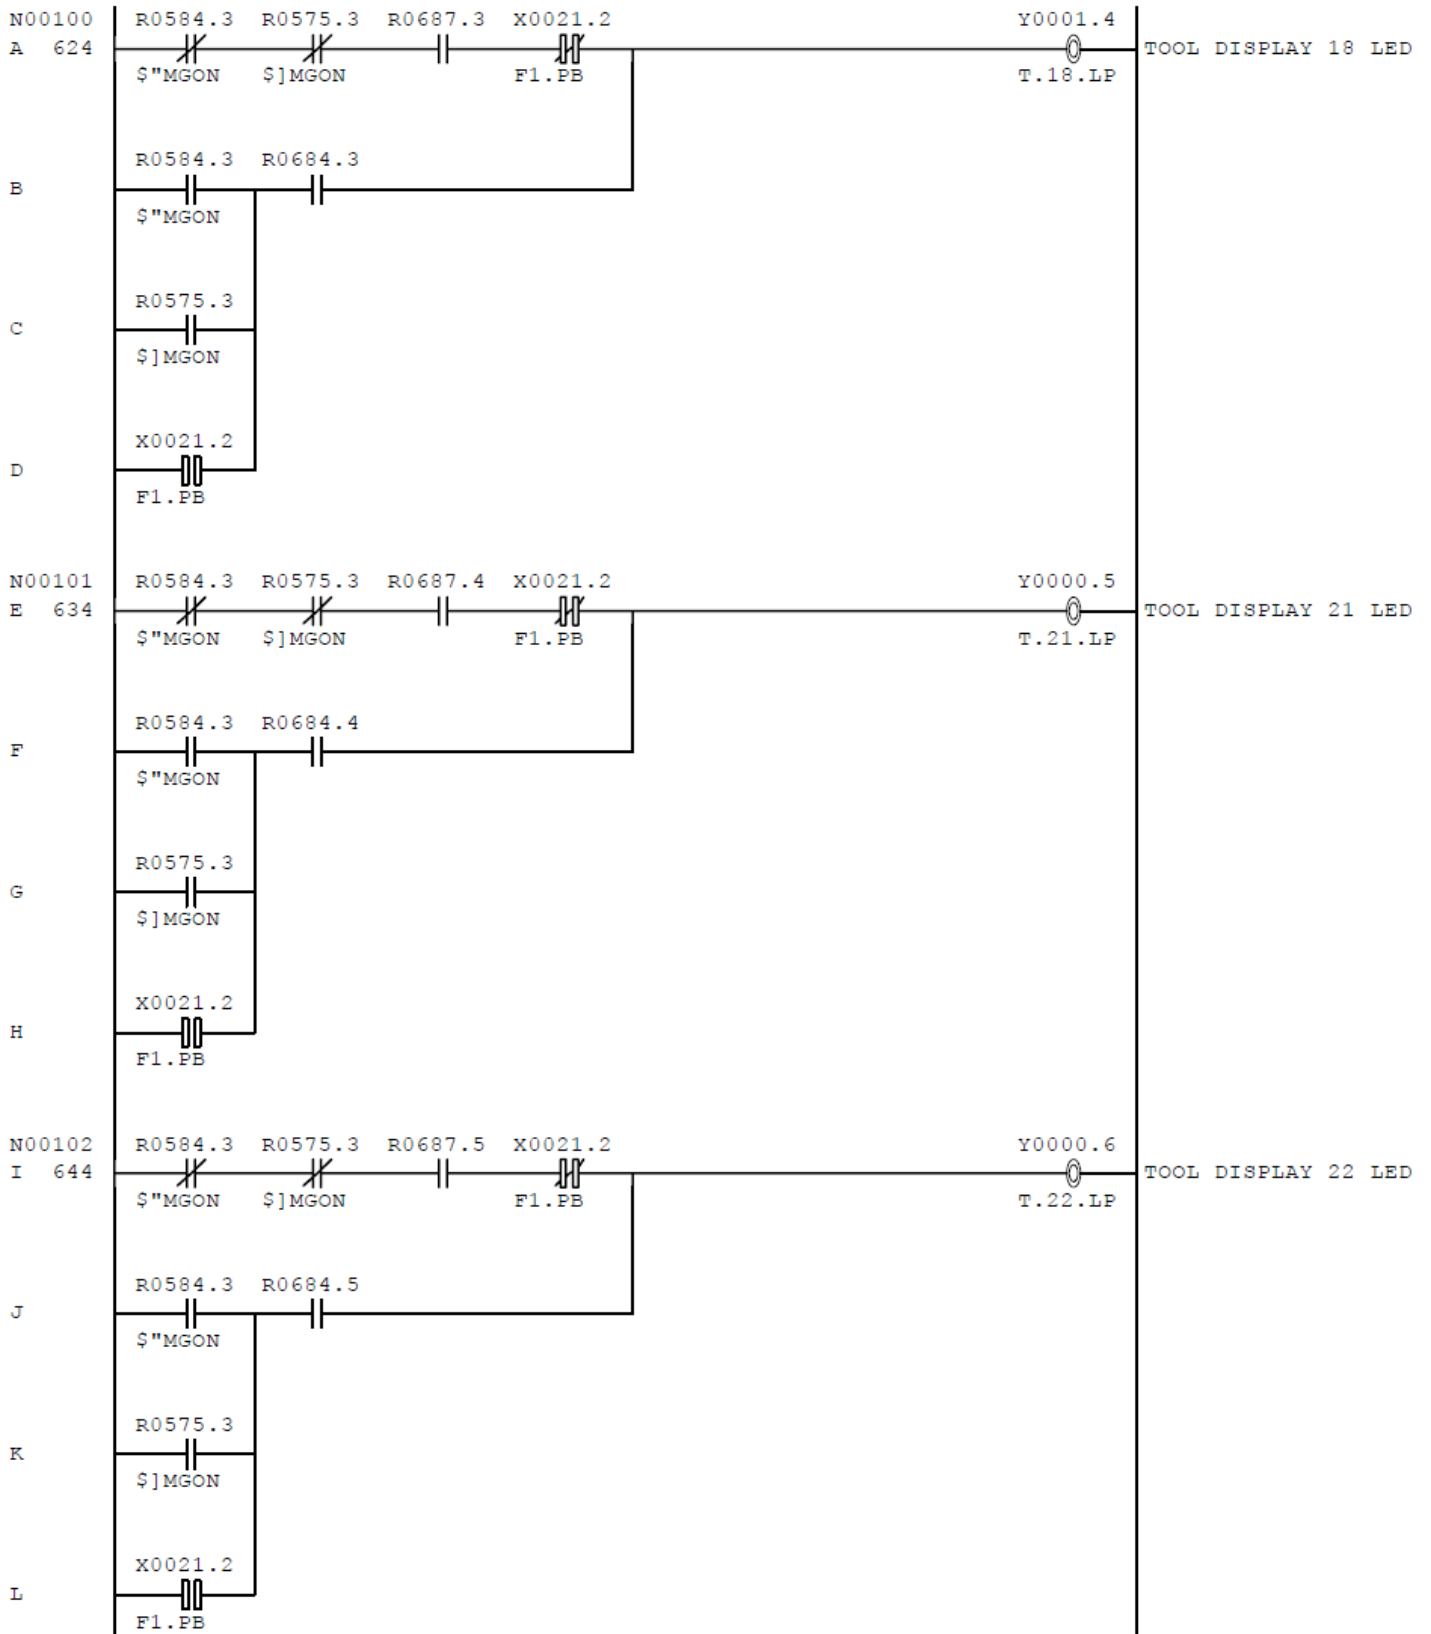 N00100 R0584.3 R0575.3 R0687.3 X0021.2 Y0001.4
A 624 TOOL DISPLAY 18 LED
$"MGON $]MGON F1.PB T.18.LP
R0584.3 R0684.3
B
$"MGON
R0575.3
C
$]MGON
X0021.2
D
F1.PB
N00101 R0584.3 R0575.3 R0687.4 X0021.2 Y0000.5
E 634 TOOL DISPLAY 21 LED
$"MGON $]MGON F1.PB T.21.LP
R0584.3 R0684.4
F
$"MGON
R0575.3
G
$]MGON
X0021.2
H
F1.PB
N00102 R0584.3 R0575.3 R0687.5 X0021.2 Y0000.6
I 644 TOOL DISPLAY 22 LED
$"MGON $]MGON F1.PB T.22.LP
R0584.3 R0684.5
J
$"MGON
R0575.3
K
$]MGON
X0021.2
L
F1.PB